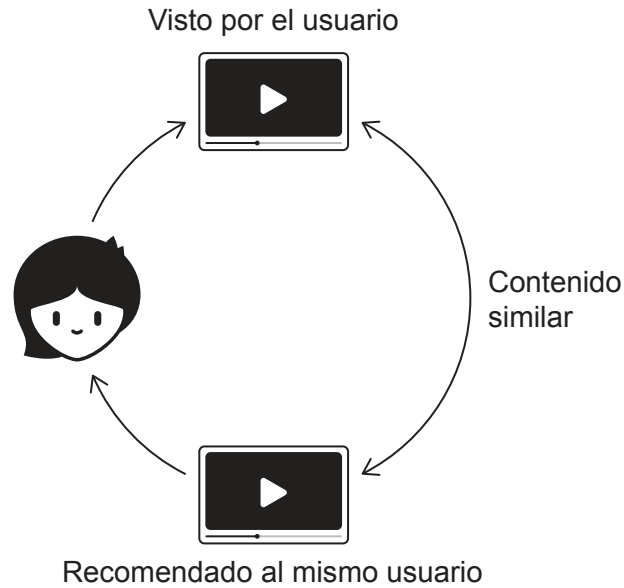 Visto por el usuario
Contenido
similar
Recomendado al mismo usuario